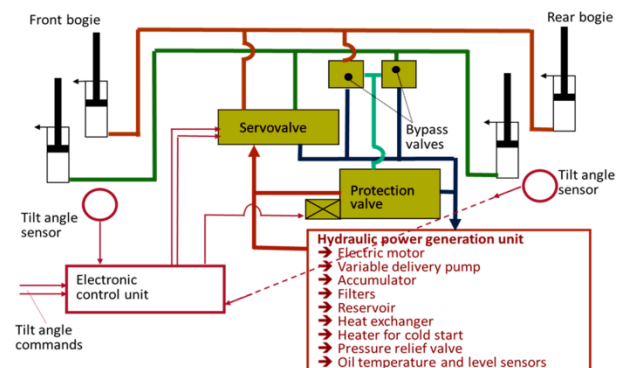 Front bogie
Rear bogie
Servovalve
Bypass
valves
Tilt angle
sensor
Protection
valve
Tilt angle
sensor
Hydraulic power generation unit
➔ Electric motor
➔ Variable delivery pump
➔ Accumulator
➔ Filters
➔ Reservoir
➔ Heat exchanger
➔ Heater for cold start
➔ Pressure relief valve
➔ Oil temperature and level sensors
Electronic
control unit
Tilt angle
commands